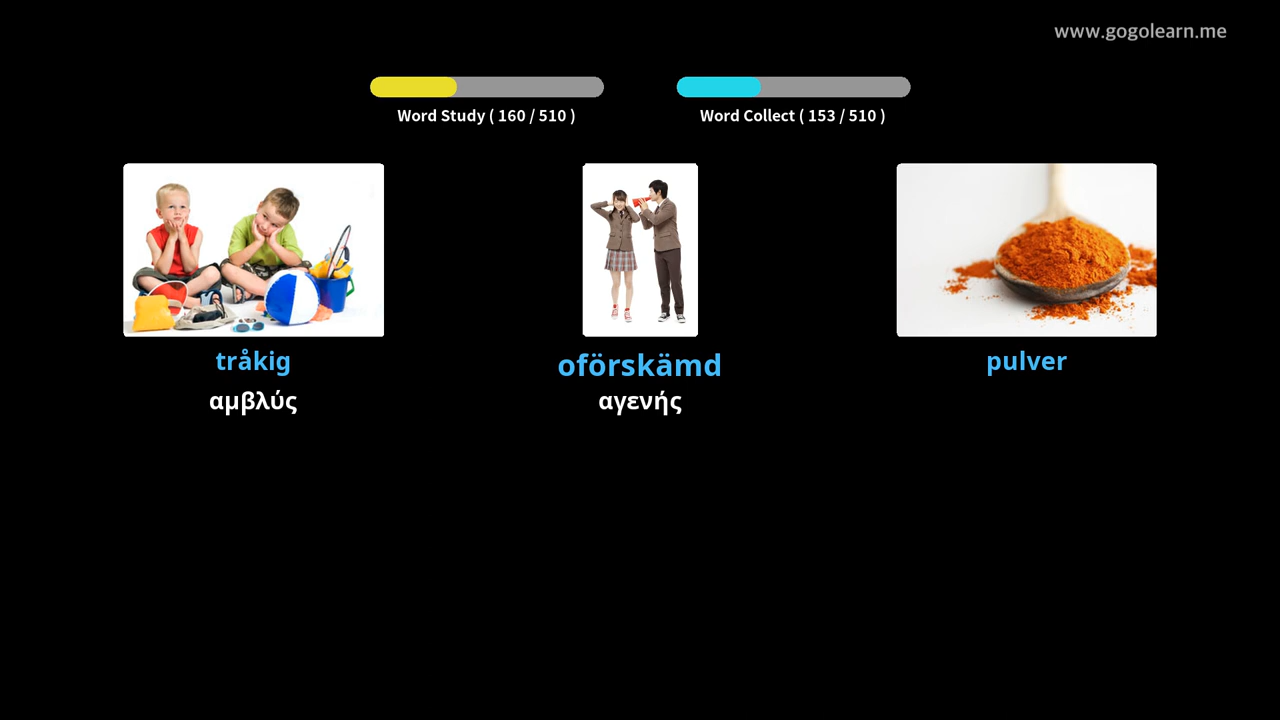 www.gogolearn.me
Word Study ( 160 / 510 )
Word Collect ( 153 / 510 )
tråkig
oförskämd
pulver
αμβλύς
αγενής